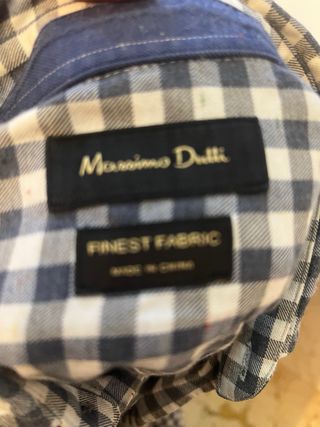 Massimo Dutti
FINEST FABRIC
MADE IN CHINA